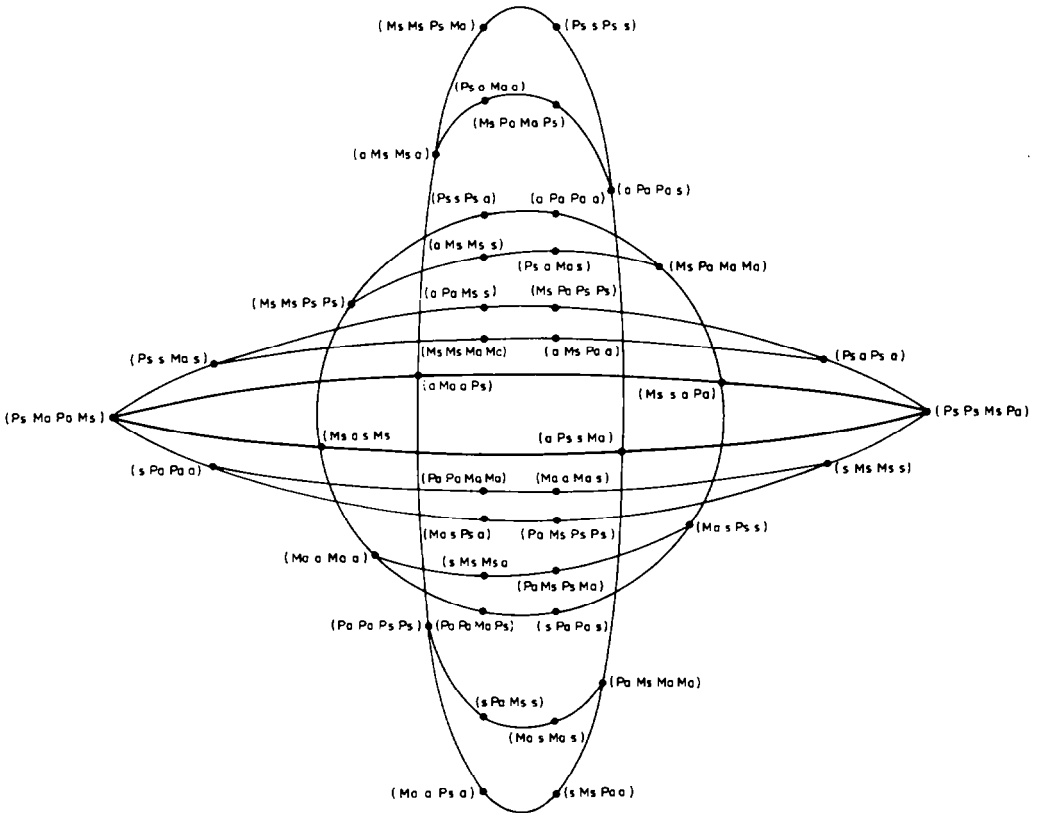 (Ms Ms Ps Ma) (Ps s Ps s)
(Ps a Ma a)
(Ms Pa Ma Ps)
(a Ms Ms a)
(a Pa Pa s)
(Ps s Ps a) (a Pa Pa a)
(a Ms Ms s)
(Ps a Ma s) (Ms Pa Ma Ma)
(a Pa Ms s) (Ms Pa Ps Ps)
(Ms Ms Ps Ps)
(Ps s Ma s) (Ms Ms Ma Mc) (a Ms Pa a) (Ps a Ps a)
(a Ma a Ps) (Ms s a Pa)
(Ps Ma Pa Ms) (Ps Ps Ms Pa)
(Ms a s Ms (a Ps s Ma)
(s Pa Pa a) (s Ms Ms s)
(Pa Pa Ma Ma) (Ma a Ma s)
(Ma s Ps a) (Pa Ms Ps Ps) (Ma s Ps s)
(Ma a Ma a) (s Ms Ms a
(Pa Ms Ps Ma)
(Pa Pa Ps Ps) (Pa Pa Ma Ps) (s Pa Pa s)
(Pa Ms Ma Ma)
(s Pa Ms s)
(Ma s Ma s)
(Ma a Ps a) (s Ms Pa a)